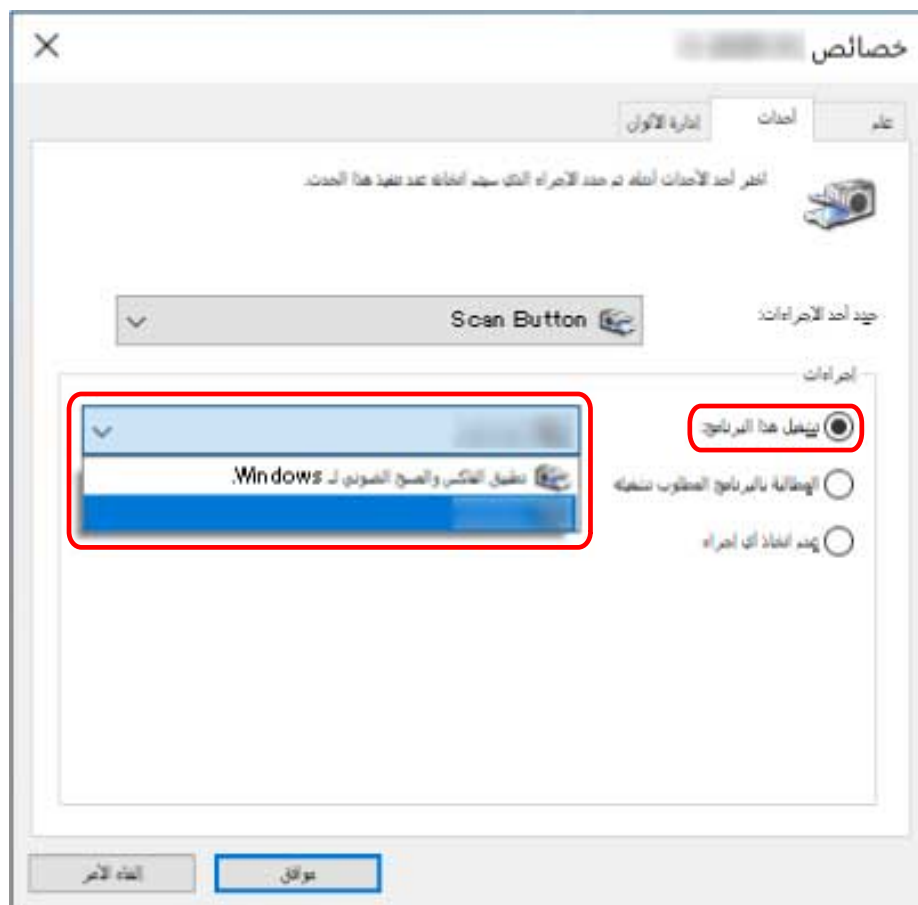 خصائص
عام
أحداث
إدارة الألوان
اختر أحد الأحداث أدناه، ثم حدد الإجراء الذي سيتم اتخاذه عند تنفيذ هذا الحدث.
حدد أحد الإجراءات:
Scan Button
إجراءات
تشغيل هذا البرنامج
تطبيق الفاكس والمسح الضوئي لـ Windows.
المطالبة بالبرنامج المطلوب تشغيله
عدم اتخاذ أي إجراء
موافق
إلغاء الأمر